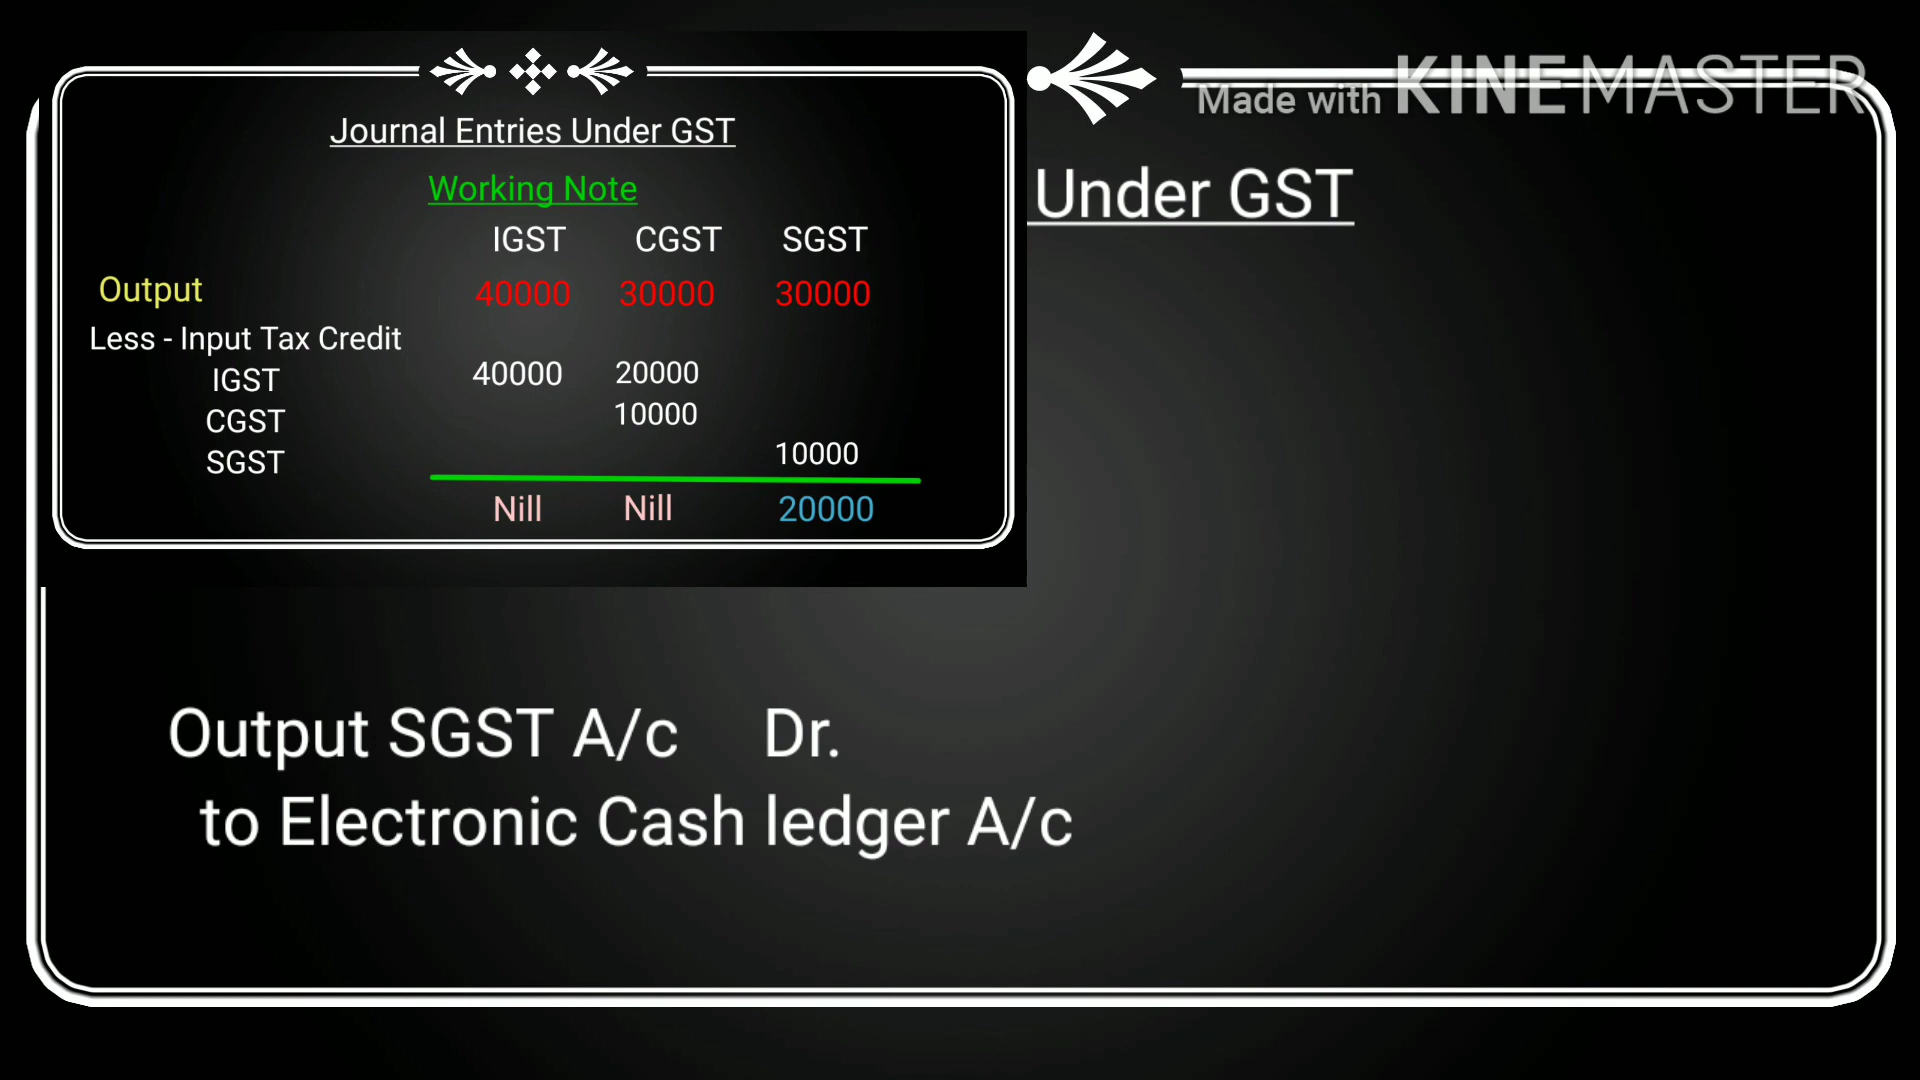 Made with KINEMASTER
Journal Entries Under GST
Under GST
Working Note
IGST CGST SGST
Output 40000 30000 30000
Less - Input Tax Credit
IGST 40000 20000
CGST 10000
SGST 10000
Nill Nill 20000
Output SGST A/c Dr.
to Electronic Cash ledger A/c